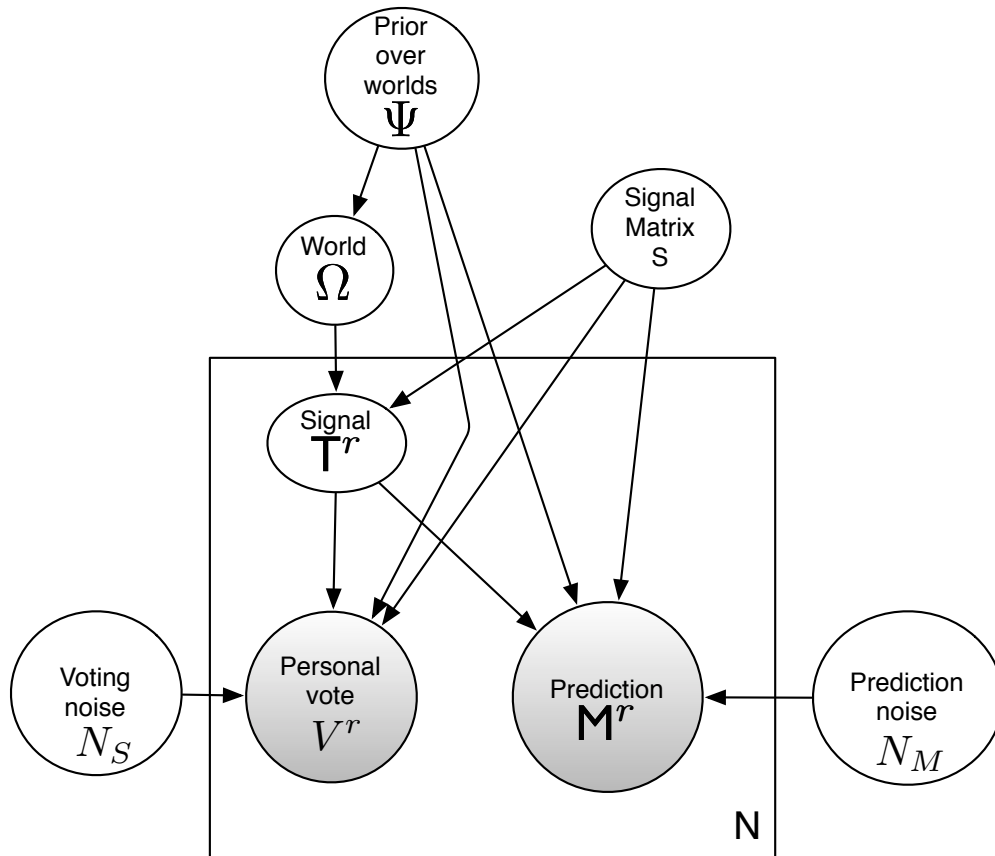 Prior
over
worlds
Ψ
Signal
Matrix
S
World
Ω
Signal
T^r
Voting
noise
N_S
Personal
vote
V^r
Prediction
M^r
Prediction
noise
N_M
N